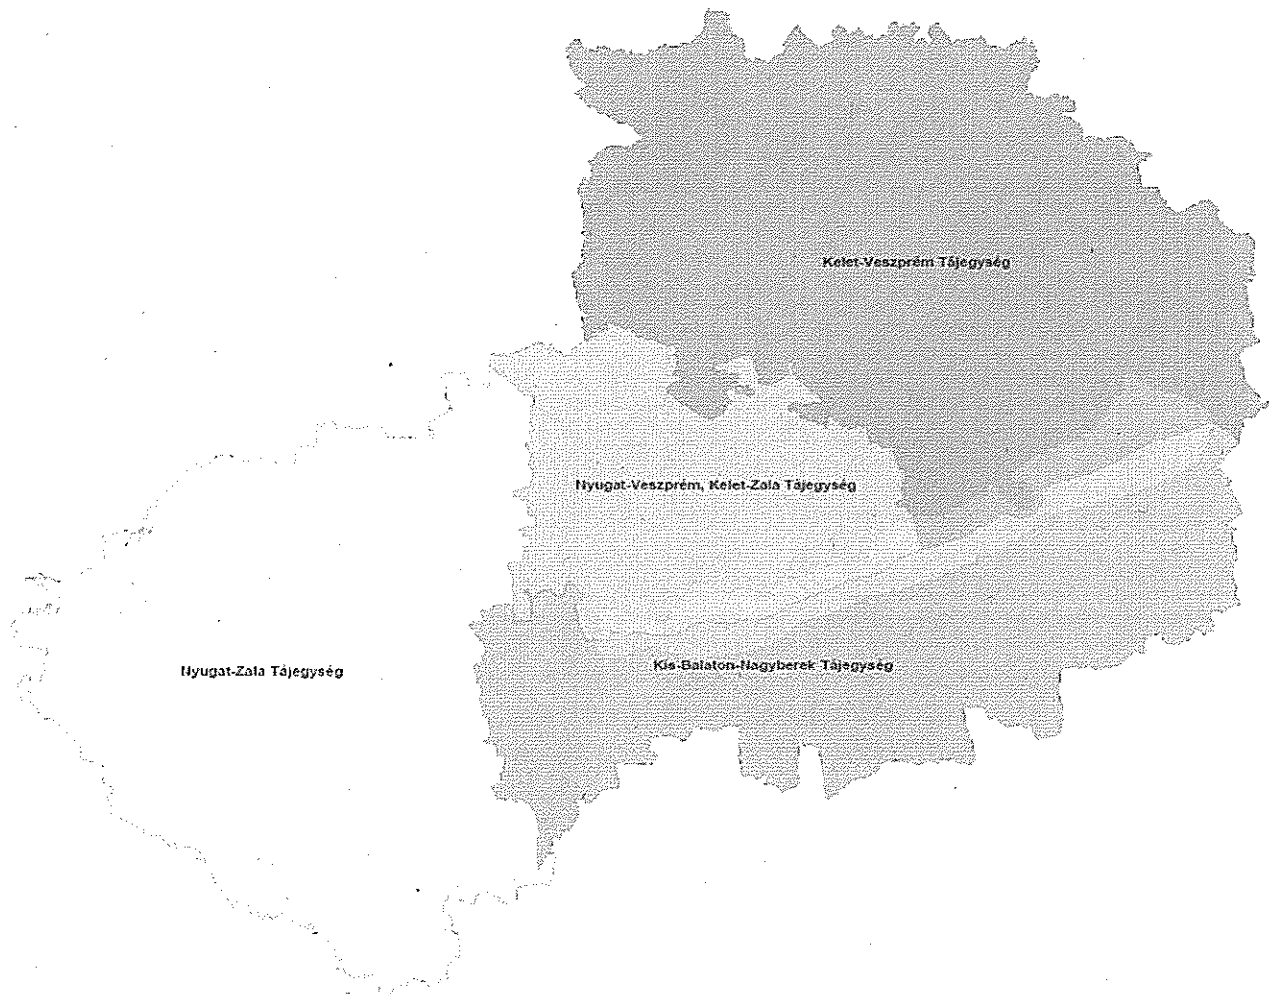 Kelet-Veszprém Tájegység
Nyugat-Veszprém, Kelet-Zala Tájegység
Kis-Balaton-Nagyberek Tájegység
Nyugat-Zala Tájegység